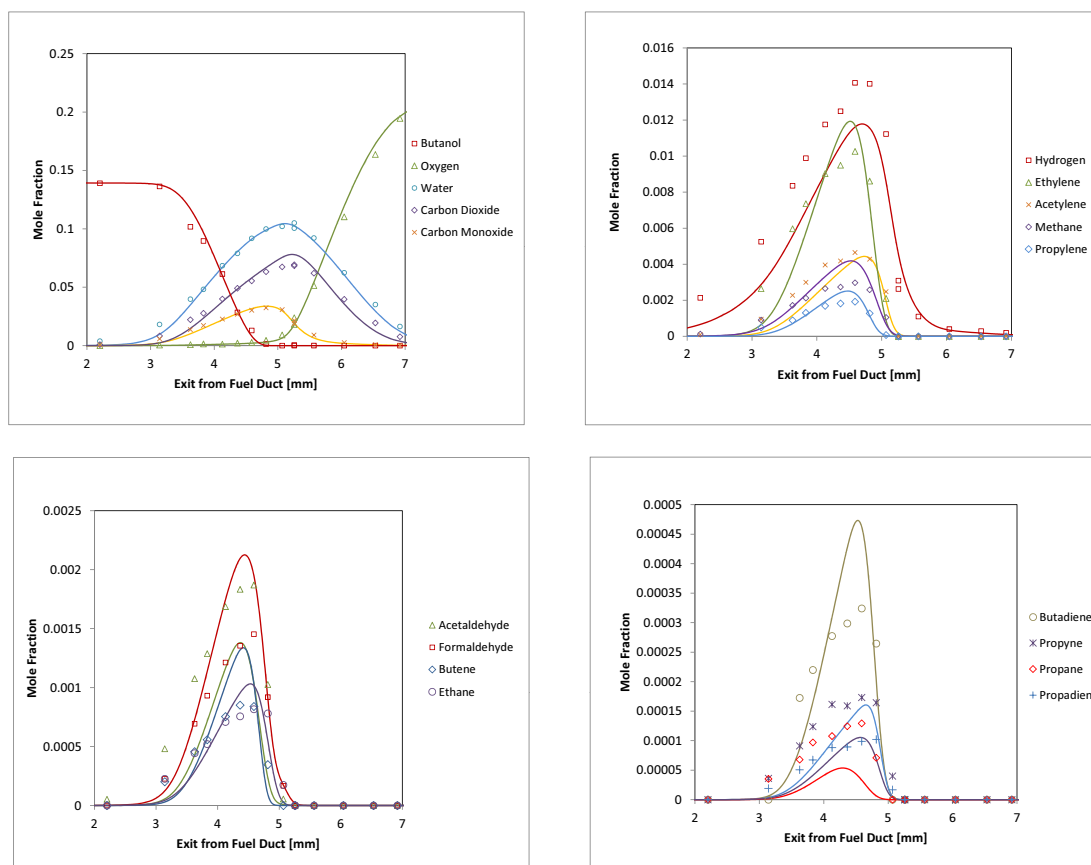 0.25
0.2
0.15
0.1
0.05
0
2 3 4 5 6 7
Mole Fraction
Exit from Fuel Duct [mm]
Butanol
Oxygen
Water
Carbon Dioxide
Carbon Monoxide
0.016
0.014
0.012
0.01
0.008
0.006
0.004
0.002
0
2 3 4 5 6 7
Mole Fraction
Exit from Fuel Duct [mm]
Hydrogen
Ethylene
Acetylene
Methane
Propylene
0.0025
0.002
0.0015
0.001
0.0005
0
2 3 4 5 6 7
Mole Fraction
Exit from Fuel Duct [mm]
Acetaldehyde
Formaldehyde
Butene
Ethane
0.0005
0.00045
0.0004
0.00035
0.0003
0.00025
0.0002
0.00015
0.0001
0.00005
0
2 3 4 5 6 7
Mole Fraction
Exit from Fuel Duct [mm]
Butadiene
Propyne
Propane
Propadien